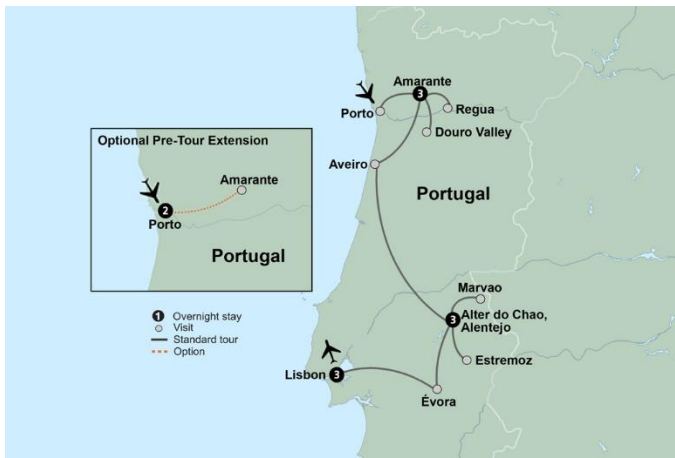 Optional Pre-Tour Extension
Amarante
2
Porto
Portugal
1 Overnight stay
Visit
Standard tour
Option
Amarante
3
Porto
Regua
Douro Valley
Aveiro
Portugal
Marvao
3 Alter do Chao,
Alentejo
Estremoz
Lisbon 3
Évora